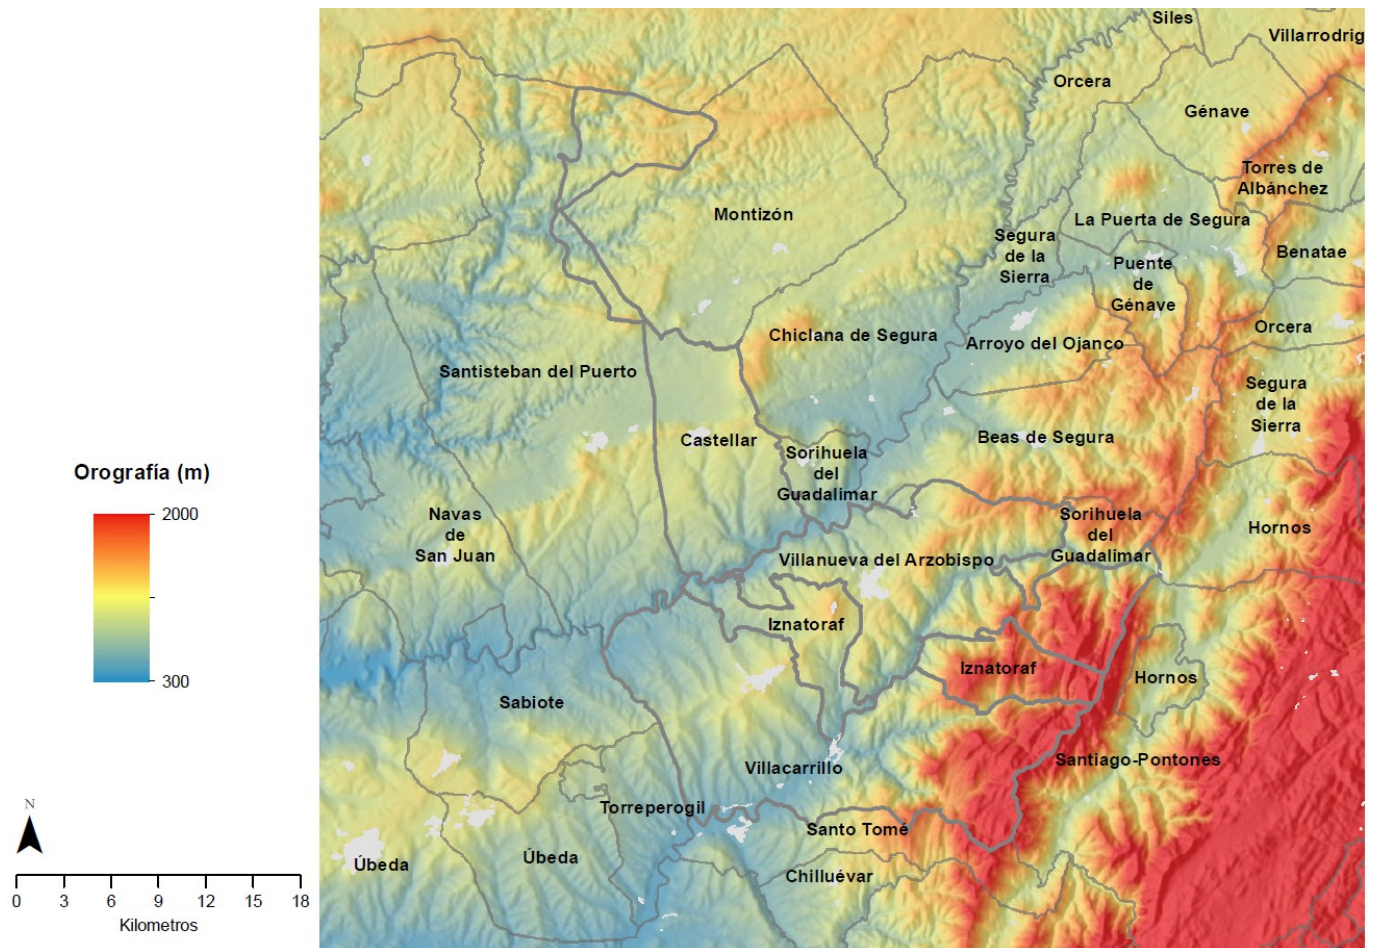 Siles
Villarrodrig
Orcera
Génave
Torres de
Albánchez
Montizón
La Puerta de Segura
Segura
de la
Sierra
Benatae
Puente
de
Génave
Orcera
Chiclana de Segura
Arroyo del Ojanco
Santisteban del Puerto
Segura
de la
Sierra
Castellar
Beas de Segura
Sorihuela
del
Guadalimar
Orografía (m)
2000
300
Navas
de
San Juan
Sorihuela
del
Guadalimar
Hornos
Villanueva del Arzobispo
Iznatoraf
Iznatoraf
Hornos
Sabiote
Santiago-Pontones
Villacarrillo
Torreperogil
Santo Tomé
Úbeda
Úbeda
Chilluévar
N
0 3 6 9 12 15 18
Kilometros